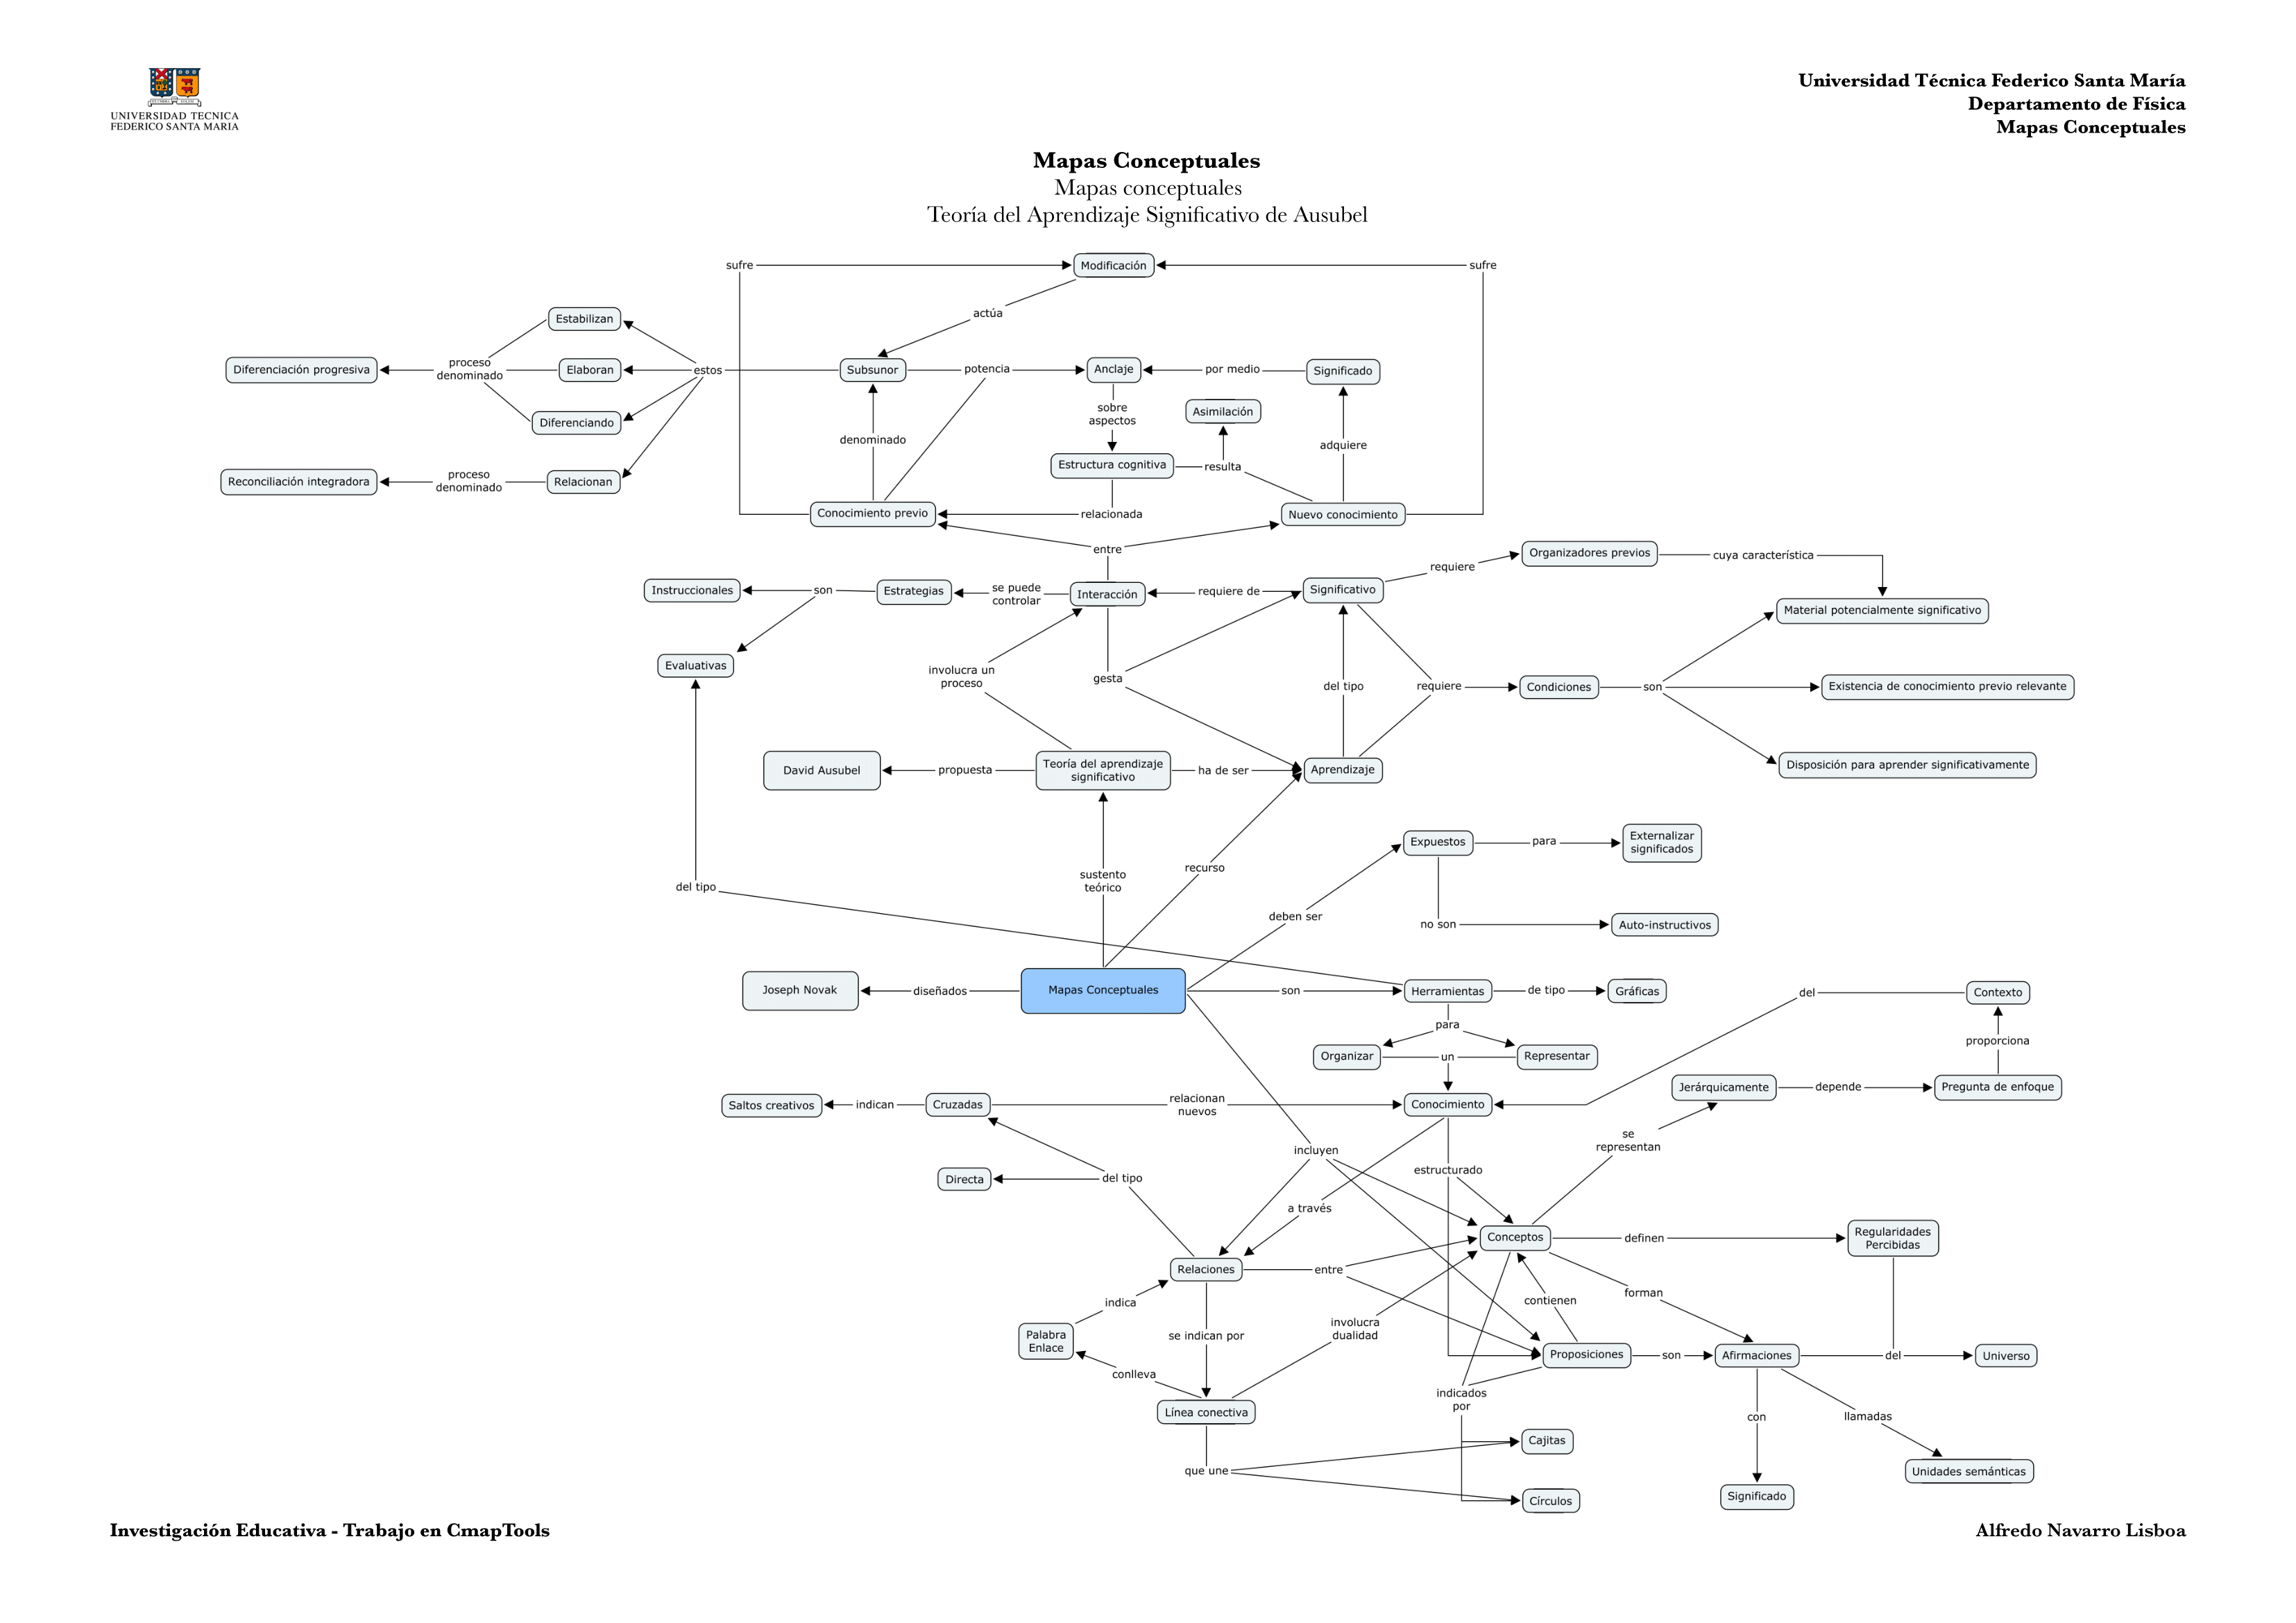 UNIVERSIDAD TECNICA
FEDERICO SANTA MARIA
Universidad Técnica Federico Santa María
Departamento de Física
Mapas Conceptuales
Mapas Conceptuales
Mapas conceptuales
Teoría del Aprendizaje Significativo de Ausubel
sufre
Modificación
sufre
actúa
Estabilizan
Diferenciación progresiva
proceso
denominado
Elaboran
estos
Subsunor
potencia
Anclaje
por medio
Significado
Diferenciando
sobre
aspectos
Asimilación
denominado
adquiere
Reconciliación integradora
proceso
denominado
Relacionan
Estructura cognitiva
resulta
Conocimiento previo
relacionada
Nuevo conocimiento
entre
Organizadores previos
cuya característica
requiere
Instruccionales
son
Estrategias
se puede
controlar
Interacción
requiere de
Significativo
Material potencialmente significativo
Evaluativas
involucra un
proceso
gesta
del tipo
requiere
Condiciones
son
Existencia de conocimiento previo relevante
David Ausubel
propuesta
Teoría del aprendizaje
significativo
ha de ser
Aprendizaje
Disposición para aprender significativamente
Expuestos
para
Externalizar
significados
recurso
sustento
teórico
del tipo
deben ser
no son
Auto-instructivos
Joseph Novak
diseñados
Mapas Conceptuales
son
Herramientas
de tipo
Gráficas
del
Contexto
para
proporciona
Organizar
un
Representar
Jerárquicamente
depende
Pregunta de enfoque
Saltos creativos
indican
Cruzadas
relacionan
nuevos
Conocimiento
se
representan
incluyen
estructurado
Directa
del tipo
a través
Conceptos
definen
Regularidades
Percibidas
Relaciones
entre
indica
contienen
forman
Palabra
Enlace
se indican por
involucra
dualidad
Proposiciones
son
Afirmaciones
del
Universo
conlleva
indicados
por
Línea conectiva
con
llamadas
Cajitas
que une
Unidades semánticas
Círculos
Significado
Investigación Educativa - Trabajo en CmapTools
Alfredo Navarro Lisboa